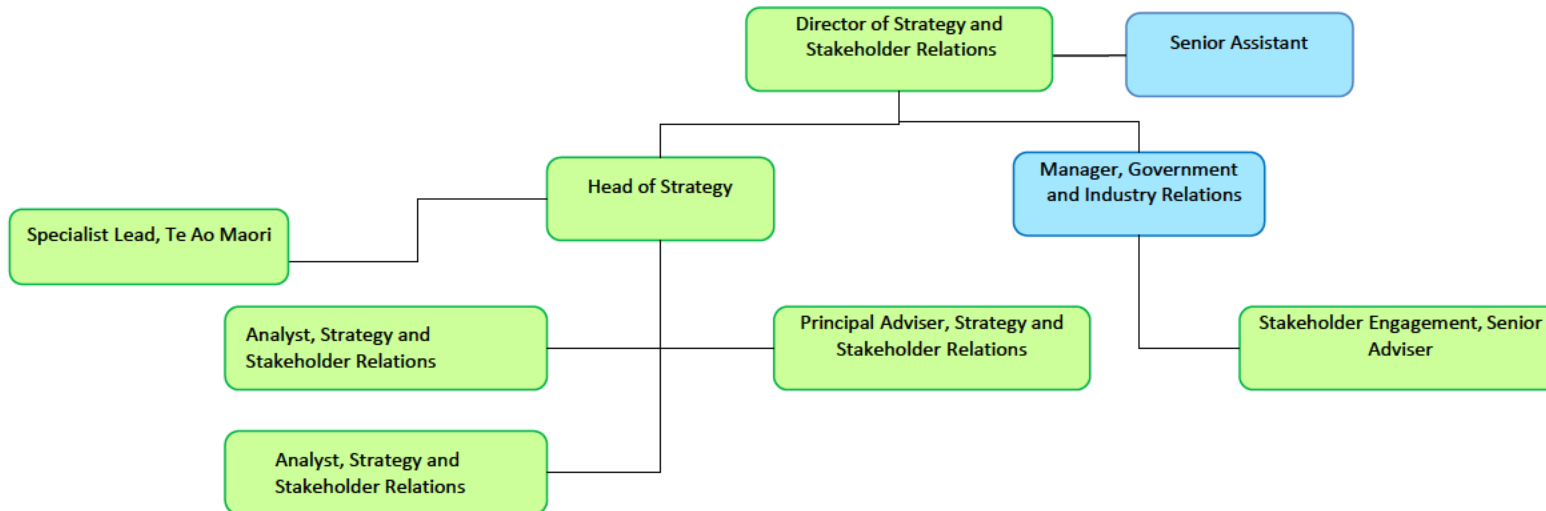 Director of Strategy and
Stakeholder Relations
Senior Assistant
Head of Strategy
Manager, Government
and Industry Relations
Specialist Lead, Te Ao Maori
Analyst, Strategy and
Stakeholder Relations
Principal Adviser, Strategy and
Stakeholder Relations
Stakeholder Engagement, Senior
Adviser
Analyst, Strategy and
Stakeholder Relations